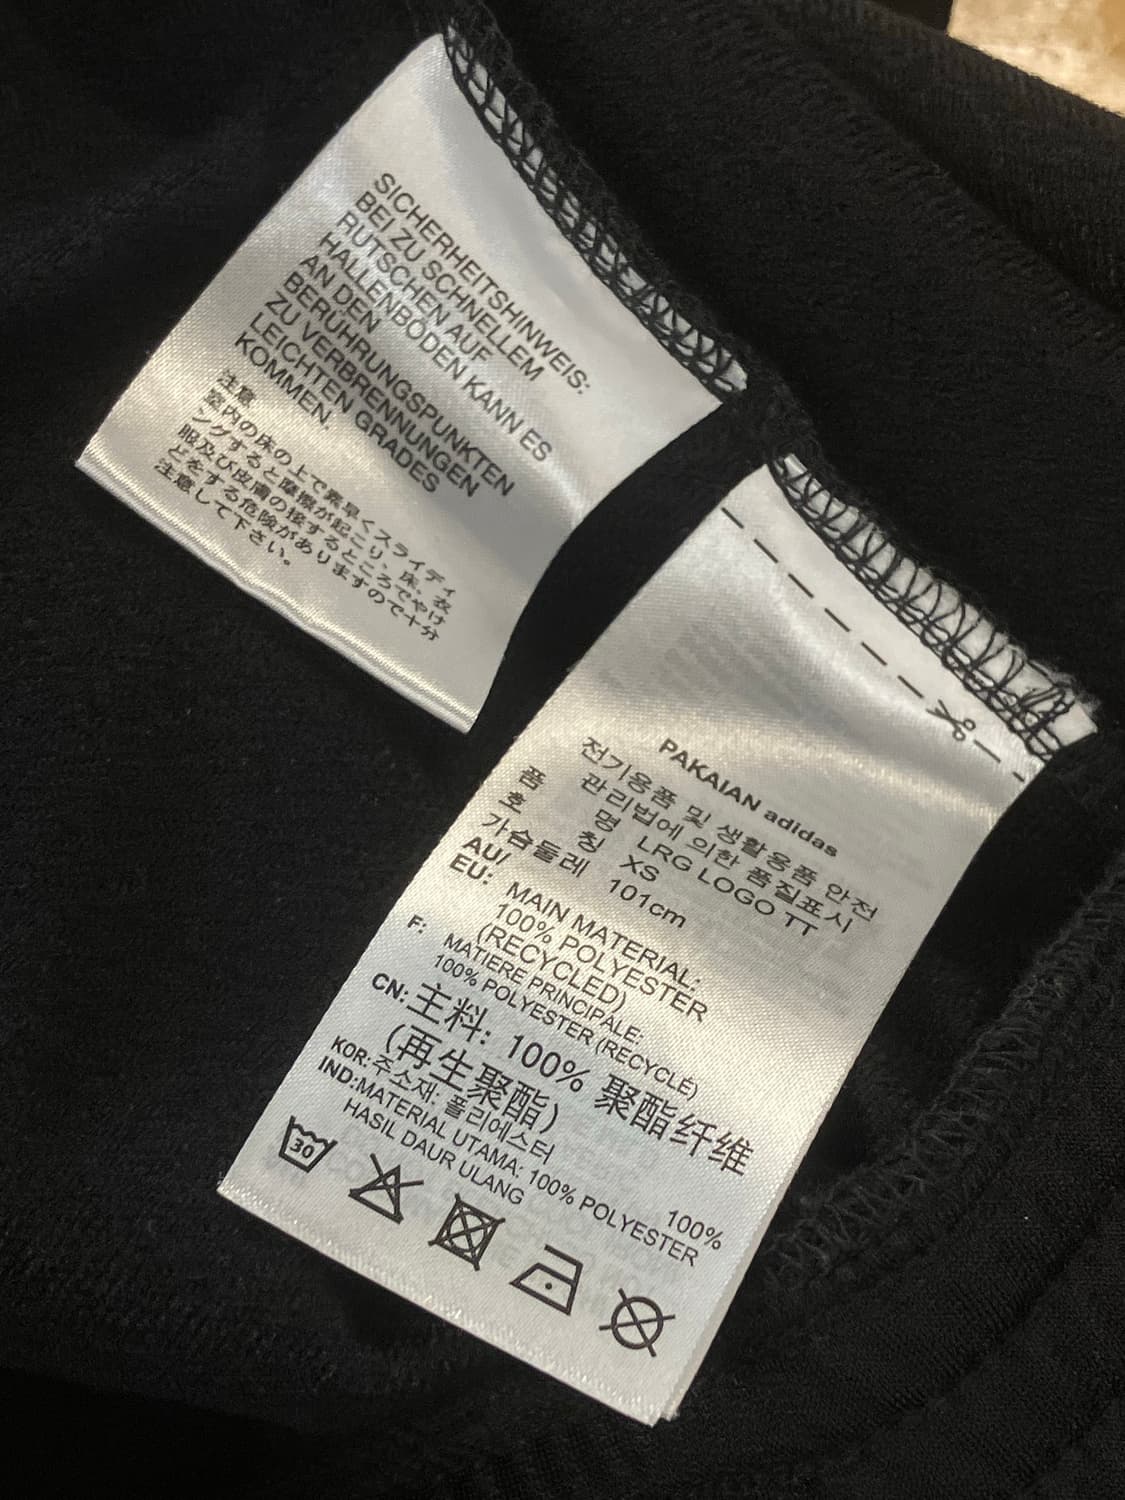 SICHERHEITSHINWEIS:
BEI ZU SCHNELLEM
RUTSCHEN AUF
HALLENBÖDEN KANN ES
AN DEN
BERÜHRUNGSPUNKTEN
ZU VERBRENNUNGEN
LEICHTEN GRADES
KOMMEN.
注意
室内の床の上で素早くスライディ
ングすると摩擦が起こり、床、衣
服及び皮膚の接するところでやけ
どをする危険がありますので十分
注意して下さい。
PAKAIAN adidas
전기용품 및 생활용품 안전
관리법에 의한 품질표시
품 명 LRG LOGO TT
호 칭 XS
가슴둘레 101cm
AU/
EU: MAIN MATERIAL:
100% POLYESTER
(RECYCLED)
F: MATIERE PRINCIPALE:
100% POLYESTER (RECYCLÉ)
CN: 主料: 100% 聚酯纤维
(再生聚酯)
KOR: 주소재: 폴리에스터 100%
IND:MATERIAL UTAMA: 100% POLYESTER
HASIL DAUR ULANG
30